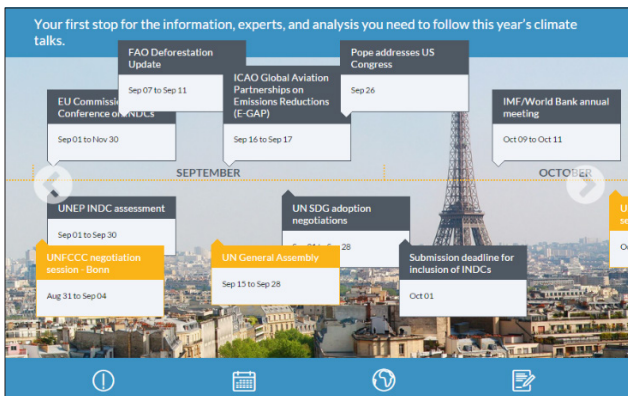 Your first stop for the information, experts, and analysis you need to follow this year's climate
talks.
FAO Deforestation
Update
Sep 07 to Sep 11
Pope addresses US
Congress
Sep 26
ICAO Global Aviation
Partnerships on
Emissions Reductions
(E-GAP)
Sep 16 to Sep 17
EU Commissi
Conference on INDCs
Sep 01 to Nov 30
IMF/World Bank annual
meeting
Oct 09 to Oct 11
SEPTEMBER
OCTOBER
UNEP INDC assessment
Sep 01 to Sep 30
UN SDG adoption
negotiations
28
UNFCCC negotiation
session - Bonn
Aug 31 to Sep 04
UN General Assembly
Sep 15 to Sep 28
Submission deadline for
inclusion of INDCs
Oct 01